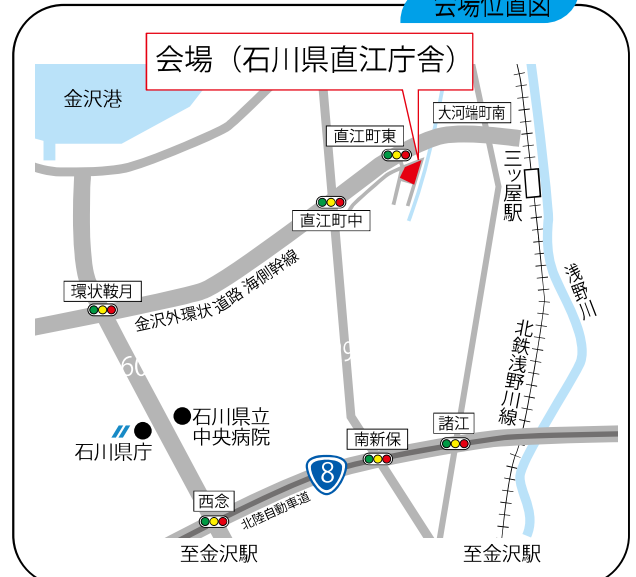 会場位置図
会場（石川県直江庁舎）
金沢港
大河端町南
直江町東
三ツ屋駅
直江町中
浅野川
環状鞍月
金沢外環状道路 海側幹線
60
9
北鉄浅野川線
石川県立
中央病院
石川県庁
諸江
南新保
8
西念
北陸自動車道
至金沢駅
至金沢駅